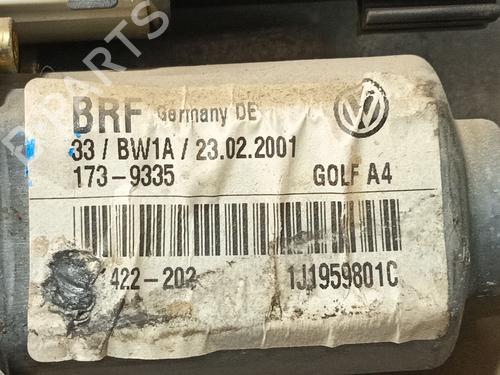 BRF Germany DE
33 / BW1A / 23.02.2001
173-9335 GOLF A4
422-202 1J1959801C